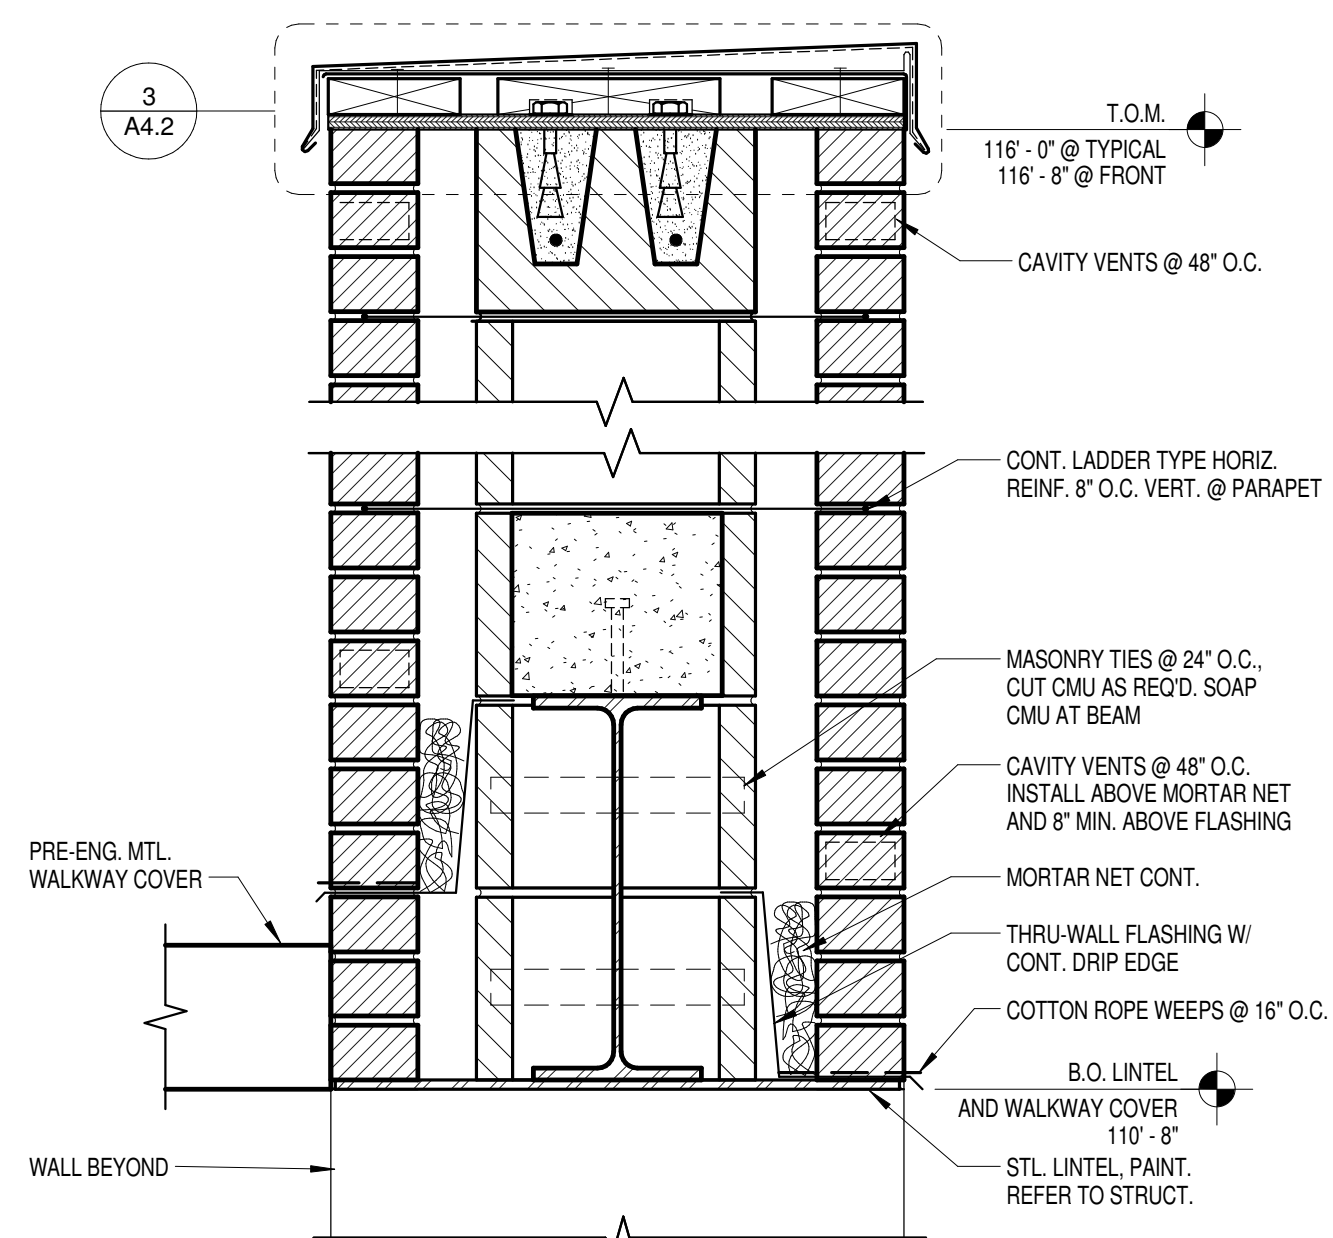 3
A4.2
T.O.M.
116' - 0" @ TYPICAL
116' - 8" @ FRONT
CAVITY VENTS @ 48" O.C.
CONT. LADDER TYPE HORIZ.
REINF. 8" O.C. VERT. @ PARAPET
MASONRY TIES @ 24" O.C.,
CUT CMU AS REQ'D. SOAP
CMU AT BEAM
CAVITY VENTS @ 48" O.C.
INSTALL ABOVE MORTAR NET
AND 8" MIN. ABOVE FLASHING
PRE-ENG. MTL.
WALKWAY COVER
MORTAR NET CONT.
THRU-WALL FLASHING W/
CONT. DRIP EDGE
COTTON ROPE WEEPS @ 16" O.C.
B.O. LINTEL
AND WALKWAY COVER
110' - 8"
WALL BEYOND
STL. LINTEL, PAINT.
REFER TO STRUCT.